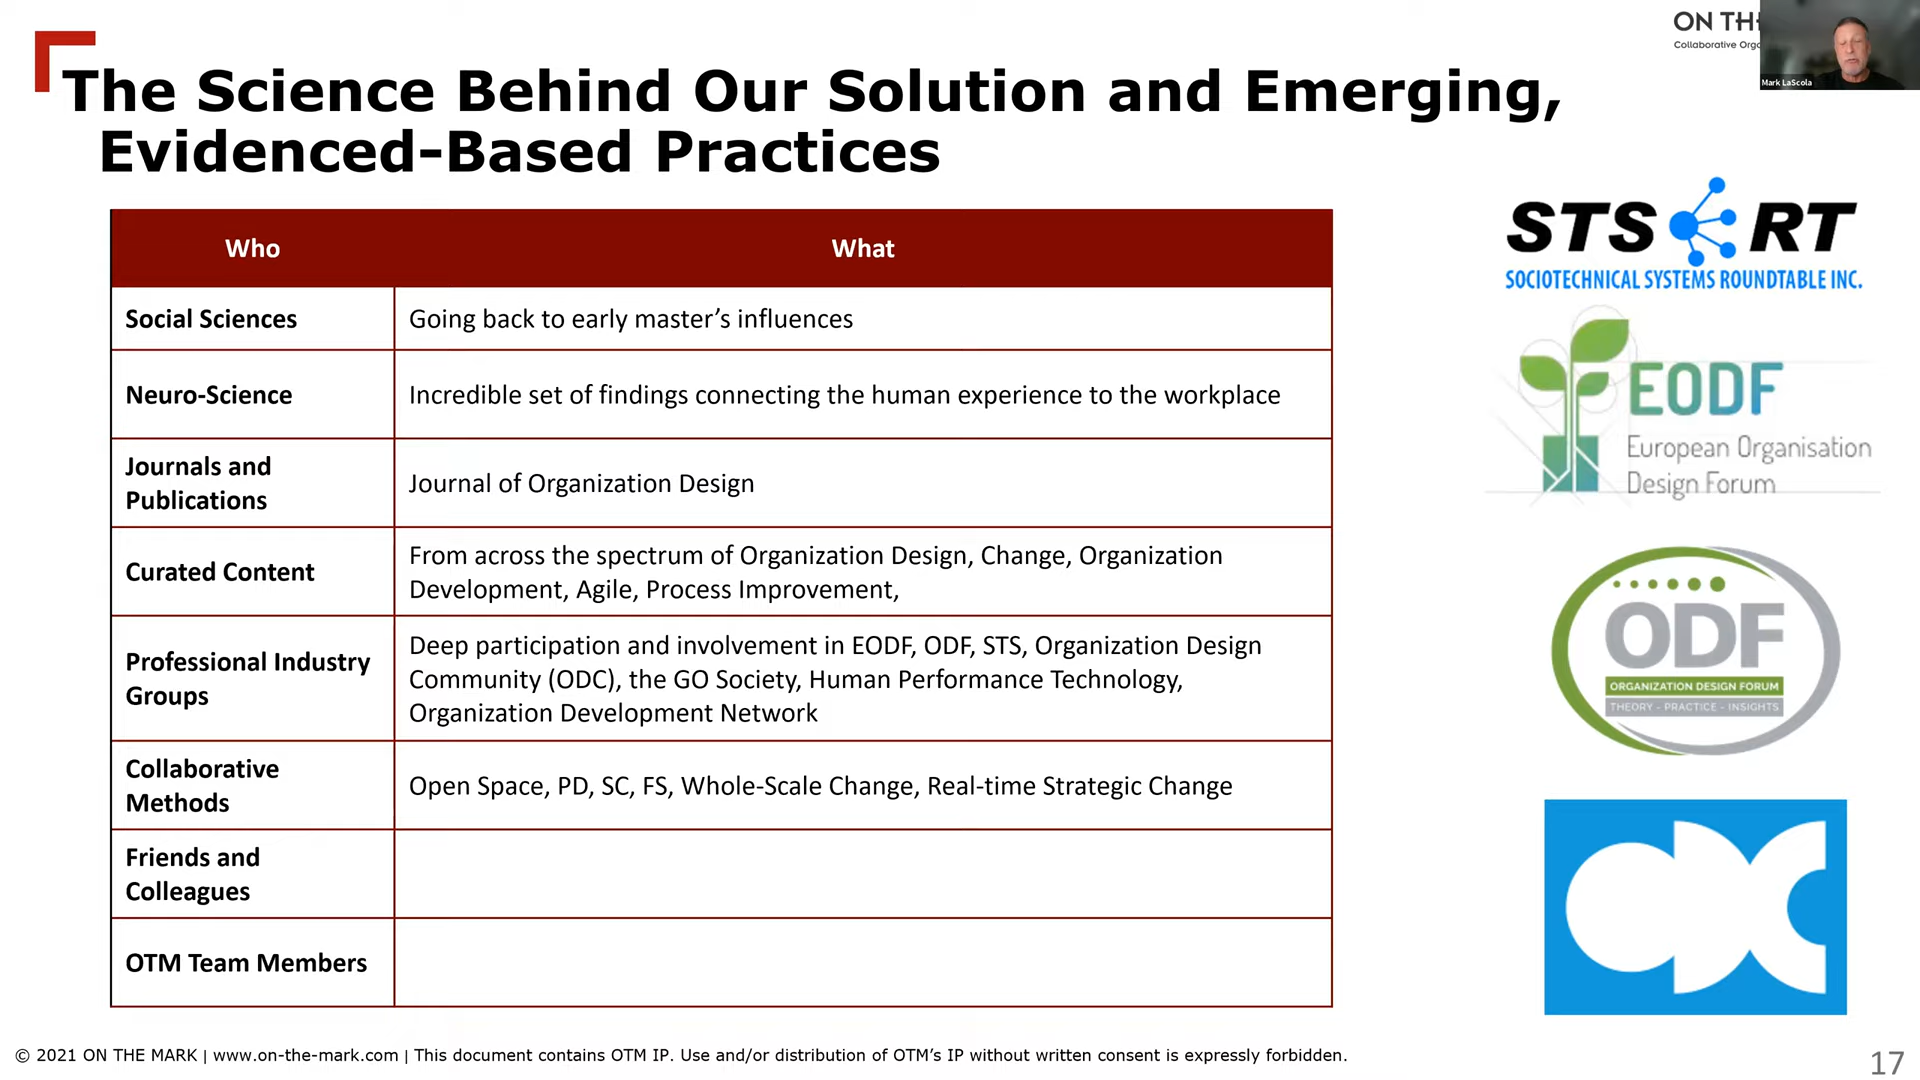 ON TH
Collaborative Orgc
Mark LaScola
The Science Behind Our Solution and Emerging,
Evidenced-Based Practices
Who
What
Social Sciences
Going back to early master’s influences
Neuro-Science
Incredible set of findings connecting the human experience to the workplace
Journals and
Publications
Journal of Organization Design
Curated Content
From across the spectrum of Organization Design, Change, Organization
Development, Agile, Process Improvement,
Professional Industry
Groups
Deep participation and involvement in EODF, ODF, STS, Organization Design
Community (ODC), the GO Society, Human Performance Technology,
Organization Development Network
Collaborative
Methods
Open Space, PD, SC, FS, Whole-Scale Change, Real-time Strategic Change
Friends and
Colleagues
OTM Team Members
STS RT
SOCIOTECHNICAL SYSTEMS ROUNDTABLE INC.
EODF
European Organisation
Design Forum
ODF
ORGANIZATION DESIGN FORUM
THEORY - PRACTICE - INSIGHTS
© 2021 ON THE MARK | www.on-the-mark.com | This document contains OTM IP. Use and/or distribution of OTM’s IP without written consent is expressly forbidden.
17